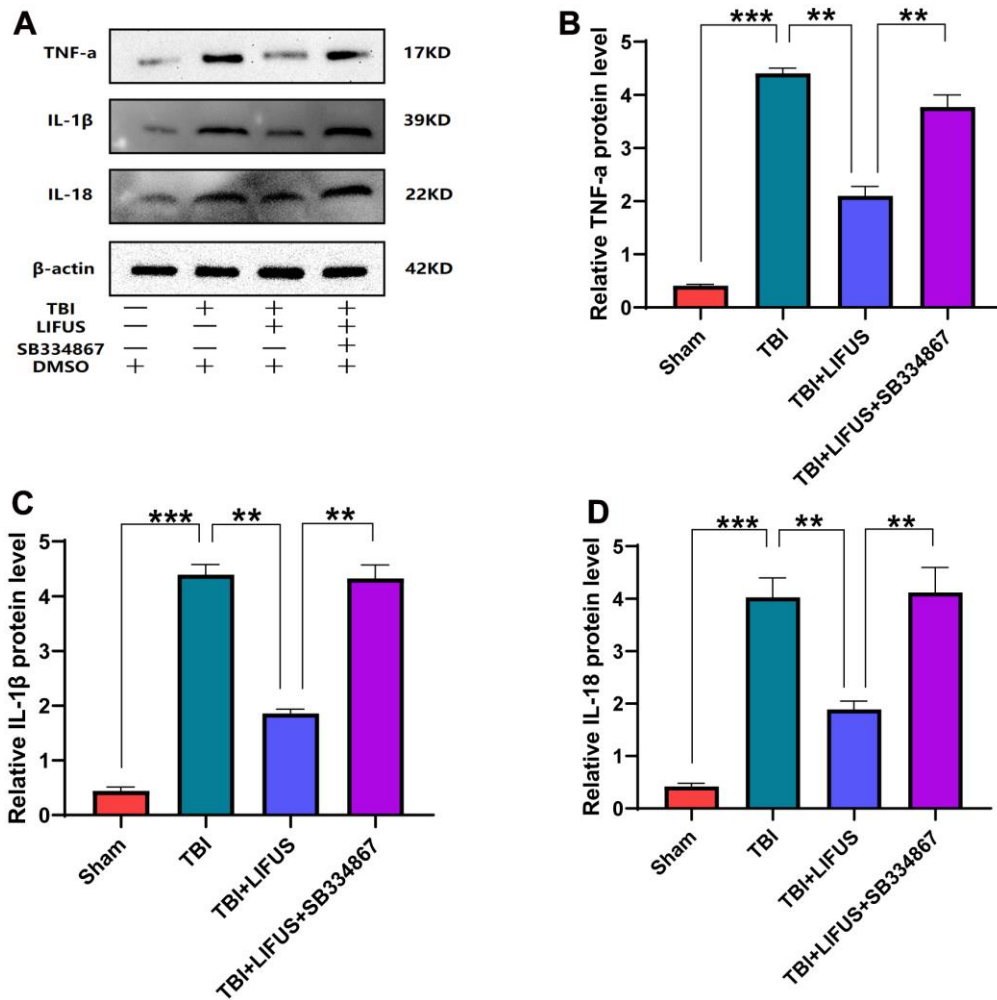 A
TNF-a 17KD
IL-1β 39KD
IL-18 22KD
β-actin 42KD
TBI — + + +
LIFUS — — + +
SB334867 — — — +
DMSO + + + +
B
*** ** **
Relative TNF-a protein level
5
4
3
2
1
0
Sham
TBI
TBI+LIFUS
TBI+LIFUS+SB334867
C
*** ** **
Relative IL-1β protein level
5
4
3
2
1
0
Sham
TBI
TBI+LIFUS
TBI+LIFUS+SB334867
D
*** ** **
Relative IL-18 protein level
5
4
3
2
1
0
Sham
TBI
TBI+LIFUS
TBI+LIFUS+SB334867